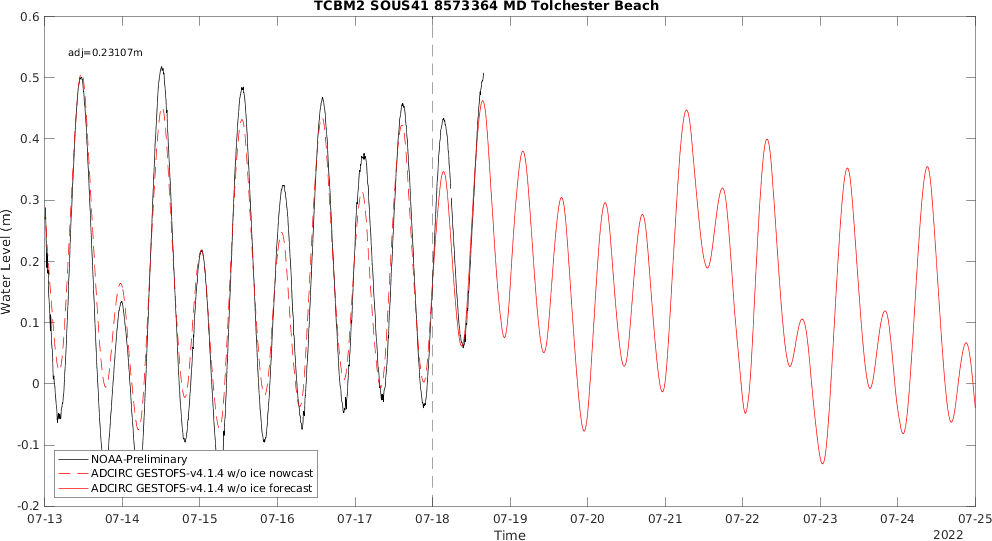 TCBM2 SOUS41 8573364 MD Tolchester Beach
adj=0.23107m
0.6
0.5
0.4
0.3
0.2
0.1
0
-0.1
-0.2
Water Level (m)
NOAA-Preliminary
ADCIRC GESTOFS-v4.1.4 w/o ice nowcast
ADCIRC GESTOFS-v4.1.4 w/o ice forecast
07-13 07-14 07-15 07-16 07-17 07-18 07-19 07-20 07-21 07-22 07-23 07-24 07-25
Time
2022